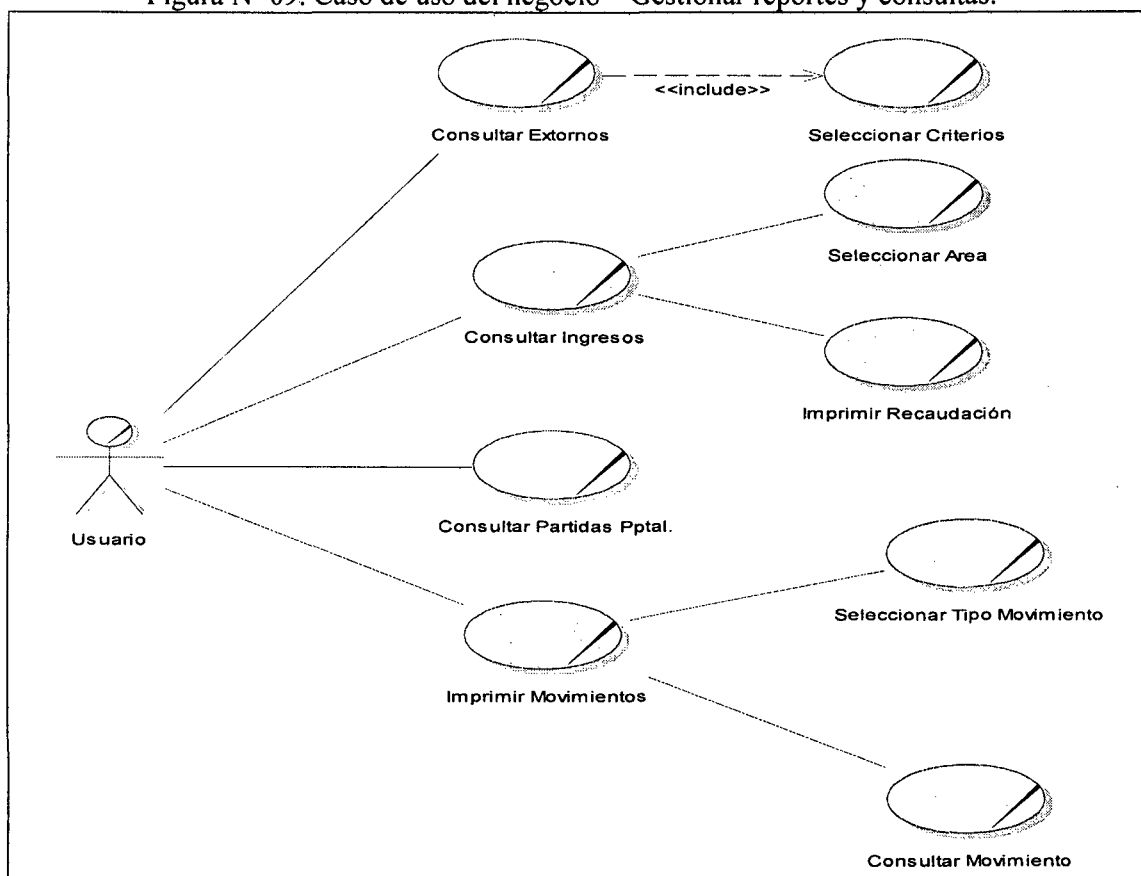 Figura N° 09. Caso de uso del negocio – Gestionar reportes y consultas.
<<include>>
Consultar Extornos
Seleccionar Criterios
Seleccionar Area
Consultar Ingresos
Imprimir Recaudación
Consultar Partidas Pptal.
Usuario
Seleccionar Tipo Movimiento
Imprimir Movimientos
Consultar Movimiento